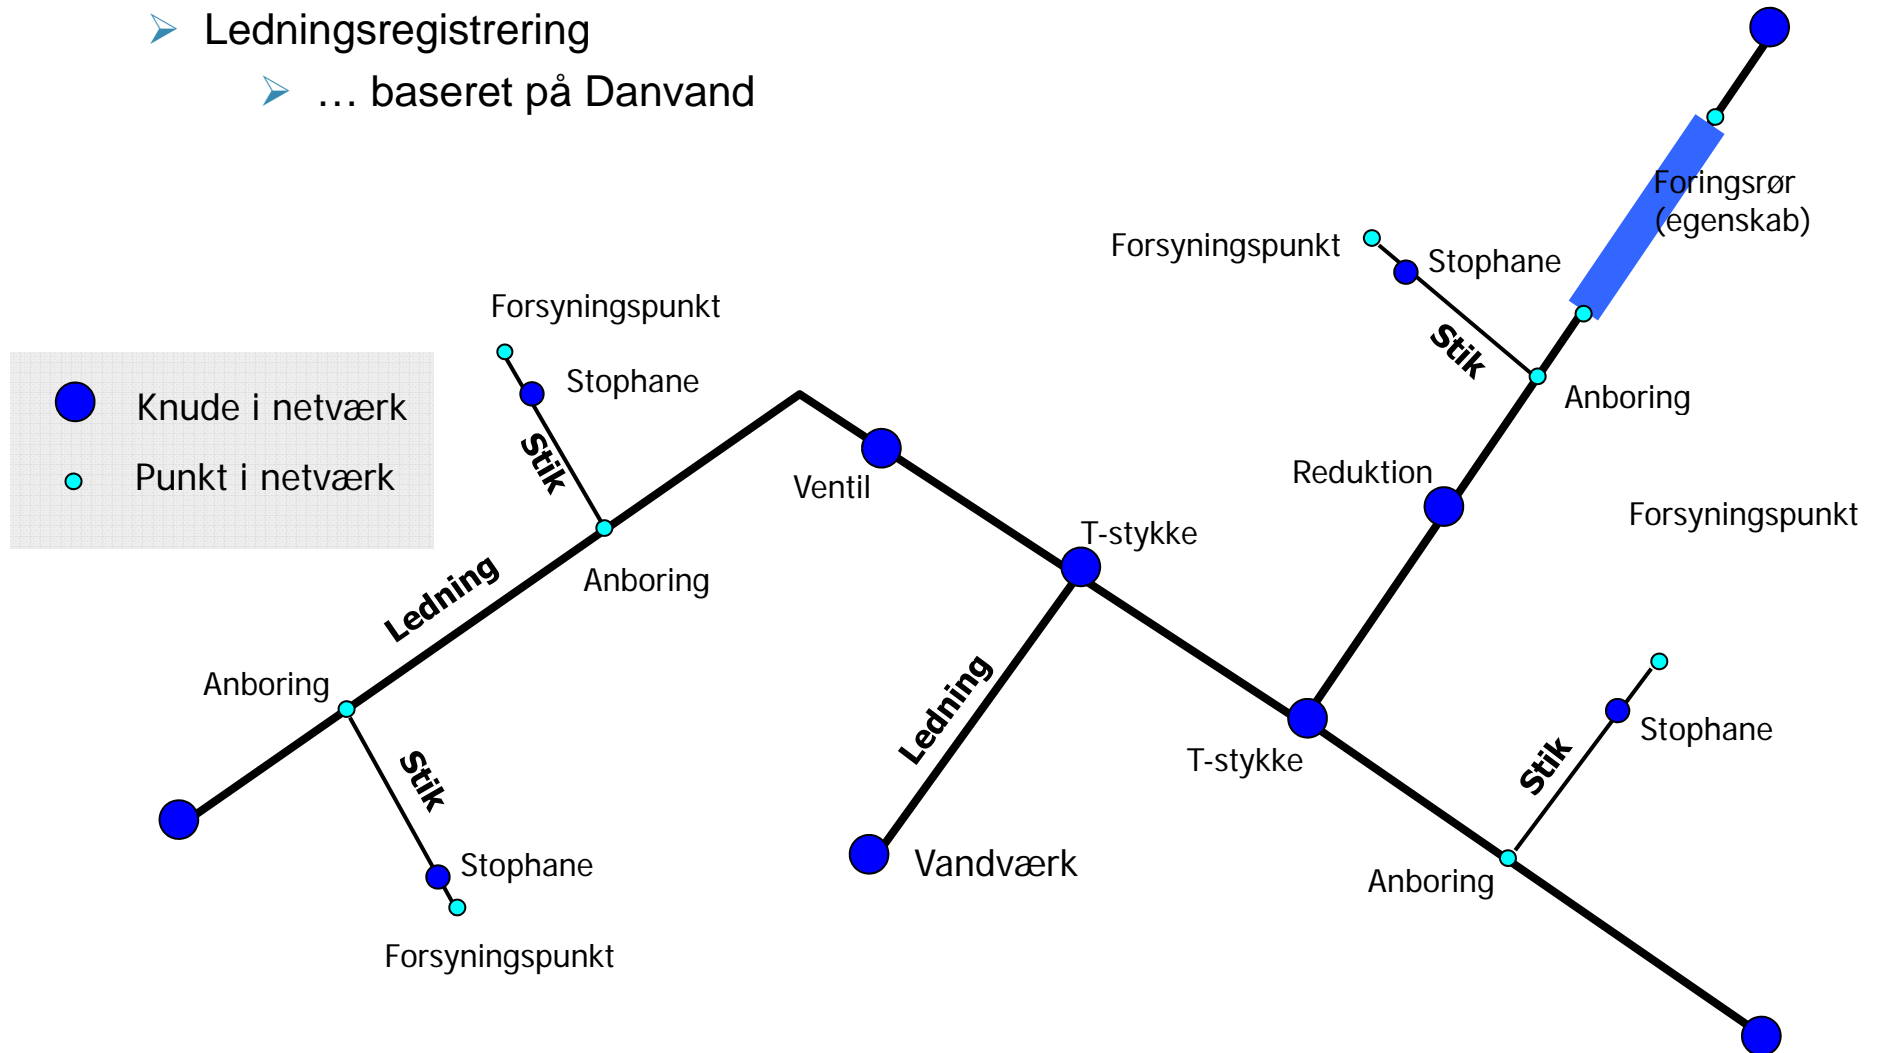 Ledningsregistrering
… baseret på Danvand
Foringsrør
(egenskab)
Forsyningspunkt
Stophane
Stik
Anboring
Forsyningspunkt
Stophane
Stik
Knude i netværk
Punkt i netværk
Ventil
Reduktion
Forsyningspunkt
T-stykke
Anboring
Ledning
Anboring
Ledning
Stik
Stophane
Forsyningspunkt
Vandværk
T-stykke
Stophane
Stik
Anboring